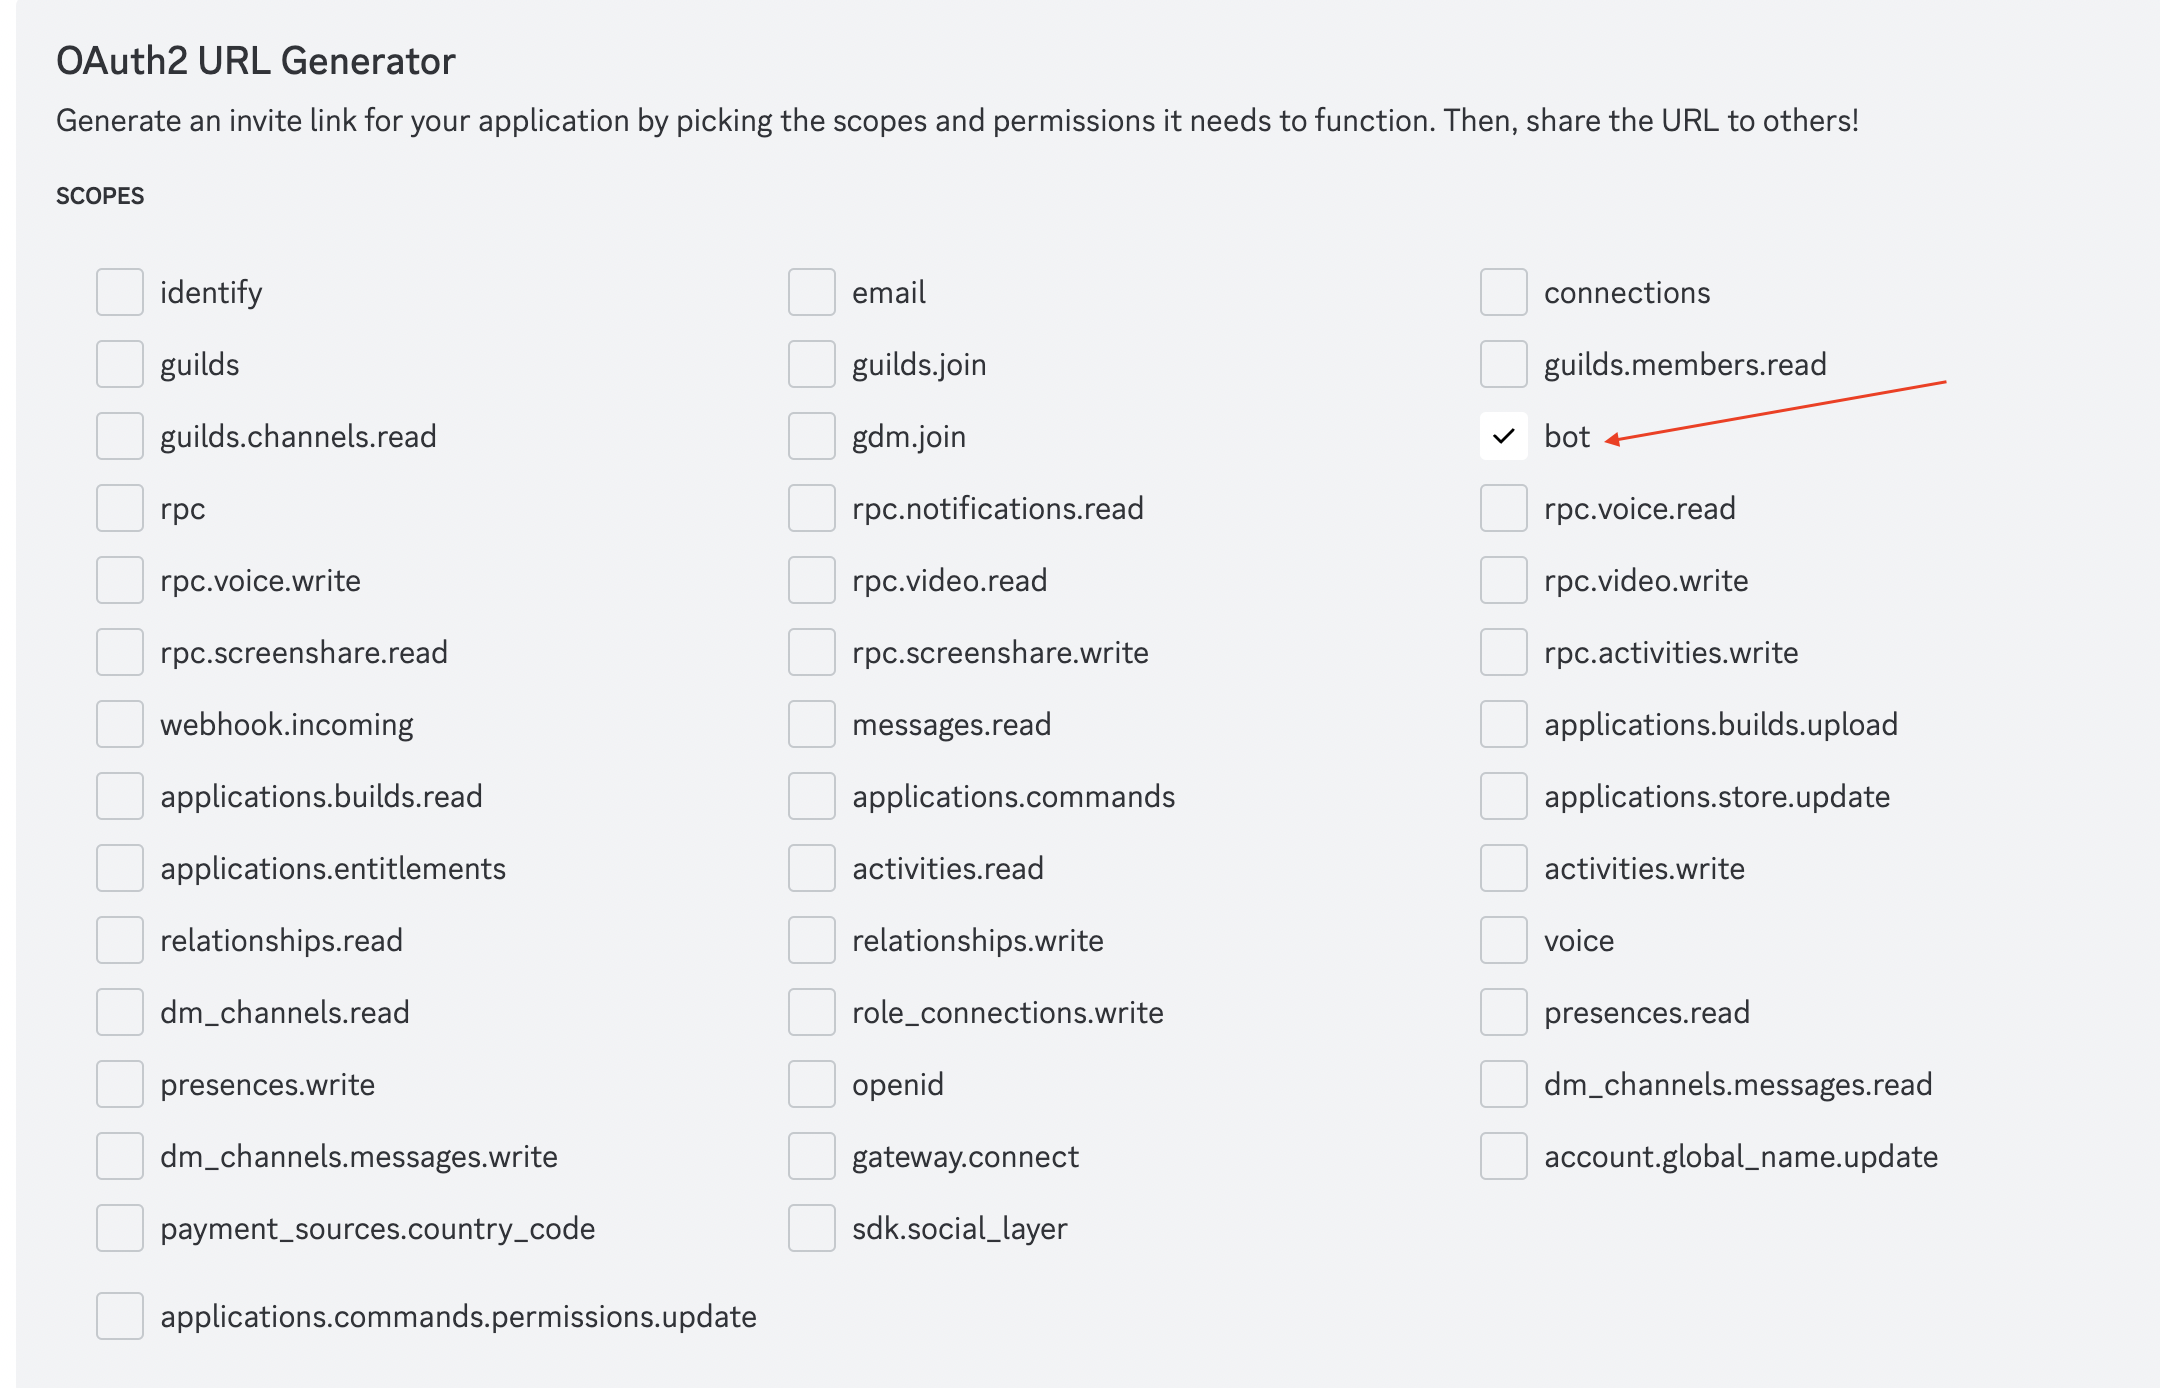 OAuth2 URL Generator
Generate an invite link for your application by picking the scopes and permissions it needs to function. Then, share the URL to others!
SCOPES
identify email connections
guilds guilds.join guilds.members.read
guilds.channels.read gdm.join bot
rpc rpc.notifications.read rpc.voice.read
rpc.voice.write rpc.video.read rpc.video.write
rpc.screenshare.read rpc.screenshare.write rpc.activities.write
webhook.incoming messages.read applications.builds.upload
applications.builds.read applications.commands applications.store.update
applications.entitlements activities.read activities.write
relationships.read relationships.write voice
dm_channels.read role_connections.write presences.read
presences.write openid dm_channels.messages.read
dm_channels.messages.write gateway.connect account.global_name.update
payment_sources.country_code sdk.social_layer
applications.commands.permissions.update